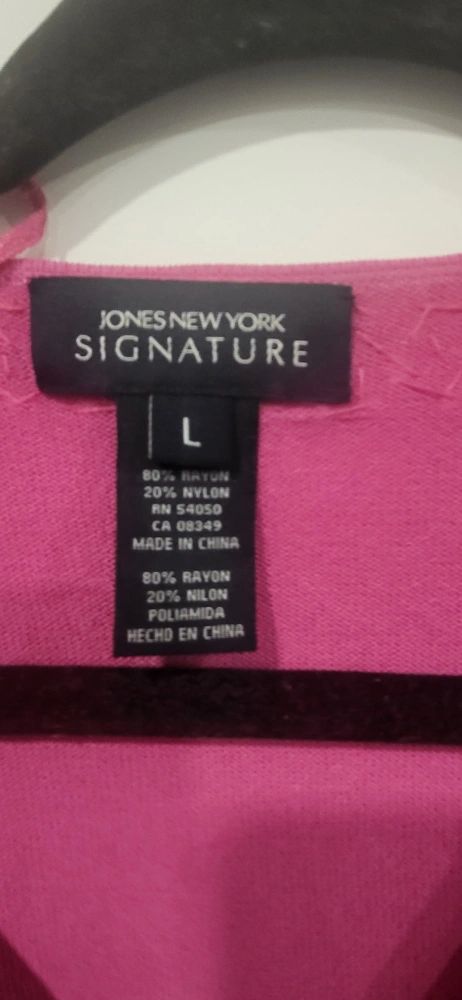 JONES NEW YORK
SIGNATURE
L
80% RAYON
20% NYLON
RN 54050
CA 08349
MADE IN CHINA
80% RAYON
20% NILON
POLIAMIDA
HECHO EN CHINA